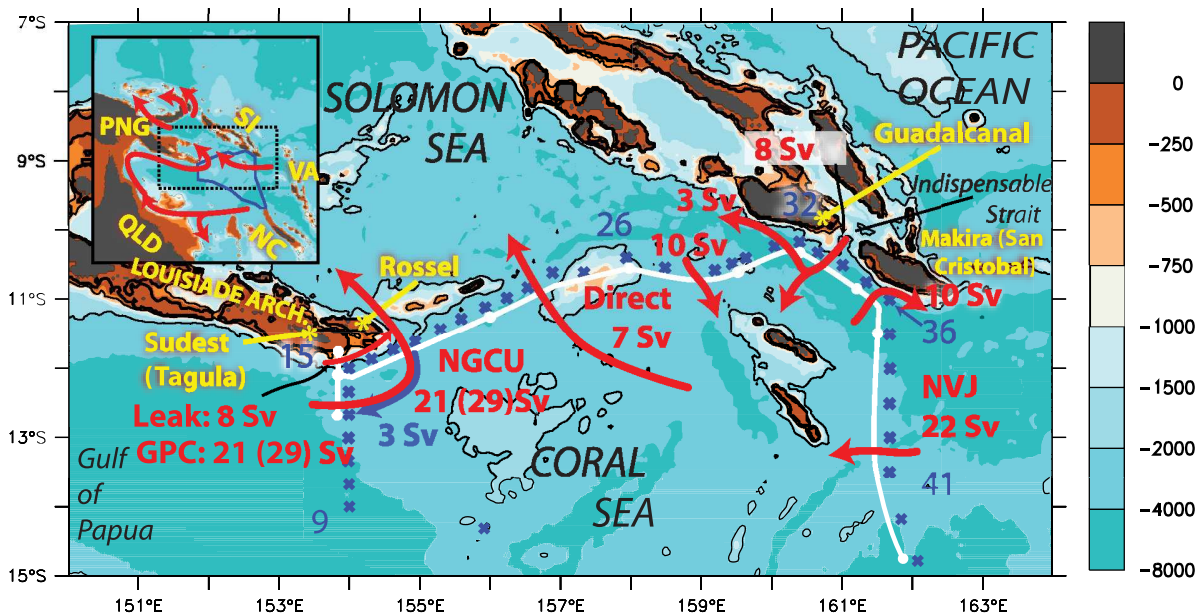 7°S
9°S
11°S
13°S
15°S
151°E
153°E
155°E
157°E
159°E
161°E
163°E
PNG
SI
VA
QLD
NC
SOLOMON
SEA
PACIFIC
OCEAN
Guadalcanal
8 Sv
Indispensable
Strait
32
3 Sv
26
10 Sv
Makira (San
Cristobal)
10 Sv
36
LOUISIADE ARCH.
Rossel
Direct
7 Sv
Sudest
(Tagula)
15
NGCU
21 (29)Sv
NVJ
22 Sv
Leak: 8 Sv
GPC: 21 (29) Sv
3 Sv
Gulf
of
Papua
CORAL
SEA
9
41
0
−250
−500
−750
−1000
−1500
−2000
−4000
−8000